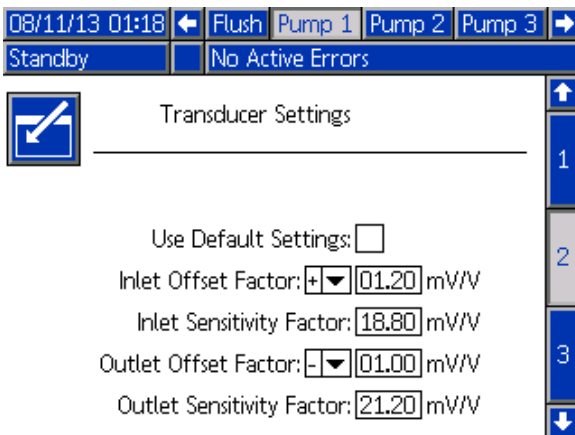 08/11/13 01:18 Flush Pump 1 Pump 2 Pump 3
Standby No Active Errors
Transducer Settings
1
Use Default Settings:
2
Inlet Offset Factor: + 01.20 mV/V
Inlet Sensitivity Factor: 18.80 mV/V
3
Outlet Offset Factor: - 01.00 mV/V
Outlet Sensitivity Factor: 21.20 mV/V